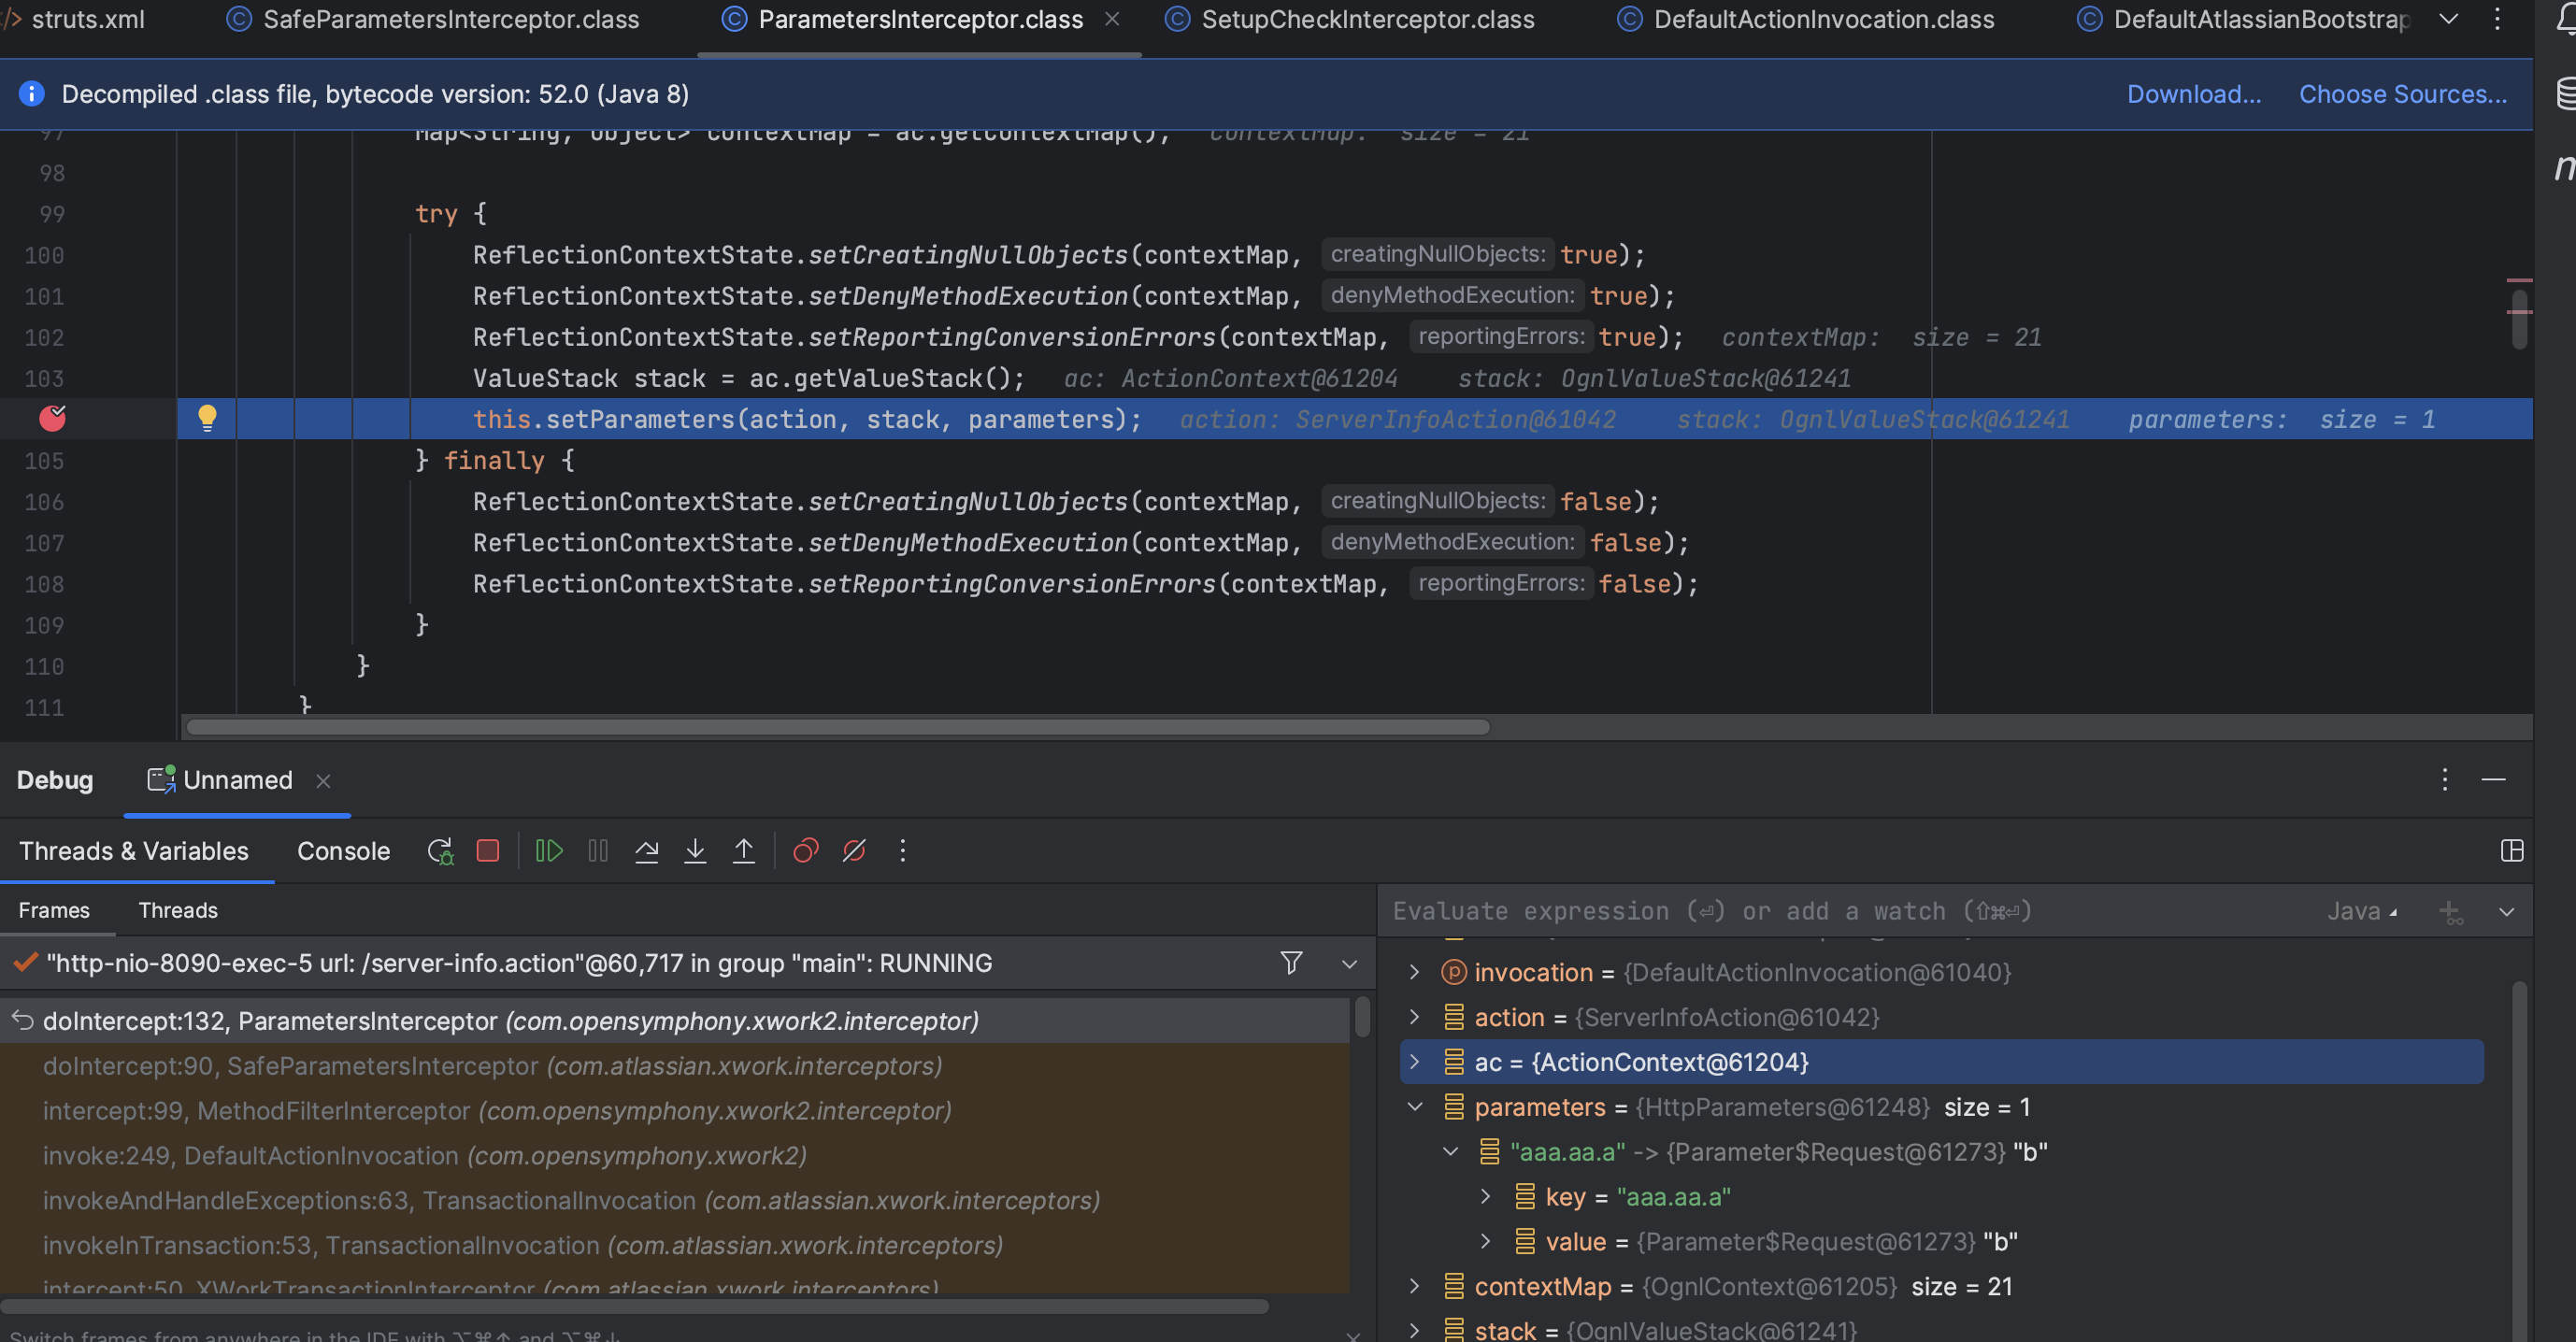 struts.xml SafeParametersInterceptor.class ParametersInterceptor.class SetupCheckInterceptor.class DefaultActionInvocation.class DefaultAtlassianBootstrap
Decompiled .class file, bytecode version: 52.0 (Java 8) Download... Choose Sources...
97 Map<String, Object> contextMap = ac.getContextMap(); contextMap: size = 21
98
99 try {
100 ReflectionContextState.setCreatingNullObjects(contextMap, creatingNullObjects: true);
101 ReflectionContextState.setDenyMethodExecution(contextMap, denyMethodExecution: true);
102 ReflectionContextState.setReportingConversionErrors(contextMap, reportingErrors: true); contextMap: size = 21
103 ValueStack stack = ac.getValueStack(); ac: ActionContext@61204 stack: OgnlValueStack@61241
this.setParameters(action, stack, parameters); action: ServerInfoAction@61042 stack: OgnlValueStack@61241 parameters: size = 1
105 } finally {
106 ReflectionContextState.setCreatingNullObjects(contextMap, creatingNullObjects: false);
107 ReflectionContextState.setDenyMethodExecution(contextMap, denyMethodExecution: false);
108 ReflectionContextState.setReportingConversionErrors(contextMap, reportingErrors: false);
109 }
110 }
111 }
Debug Unnamed
Threads & Variables Console
Frames Threads
"http-nio-8090-exec-5 url: /server-info.action"@60,717 in group "main": RUNNING
doIntercept:132, ParametersInterceptor (com.opensymphony.xwork2.interceptor)
doIntercept:90, SafeParametersInterceptor (com.atlassian.xwork.interceptors)
intercept:99, MethodFilterInterceptor (com.opensymphony.xwork2.interceptor)
invoke:249, DefaultActionInvocation (com.opensymphony.xwork2)
invokeAndHandleExceptions:63, TransactionalInvocation (com.atlassian.xwork.interceptors)
invokeInTransaction:53, TransactionalInvocation (com.atlassian.xwork.interceptors)
intercept:50, XWorkTransactionInterceptor (com.atlassian.xwork.interceptors)
Switch frames from anywhere in the IDE with ⌥⌘↑ and ⌥⌘↓
Evaluate expression (⏎) or add a watch (⇧⌘⏎) Java
invocation = {DefaultActionInvocation@61040}
action = {ServerInfoAction@61042}
ac = {ActionContext@61204}
parameters = {HttpParameters@61248} size = 1
"aaa.aa.a" -> {Parameter$Request@61273} "b"
key = "aaa.aa.a"
value = {Parameter$Request@61273} "b"
contextMap = {OgnlContext@61205} size = 21
stack = {OgnlValueStack@61241}